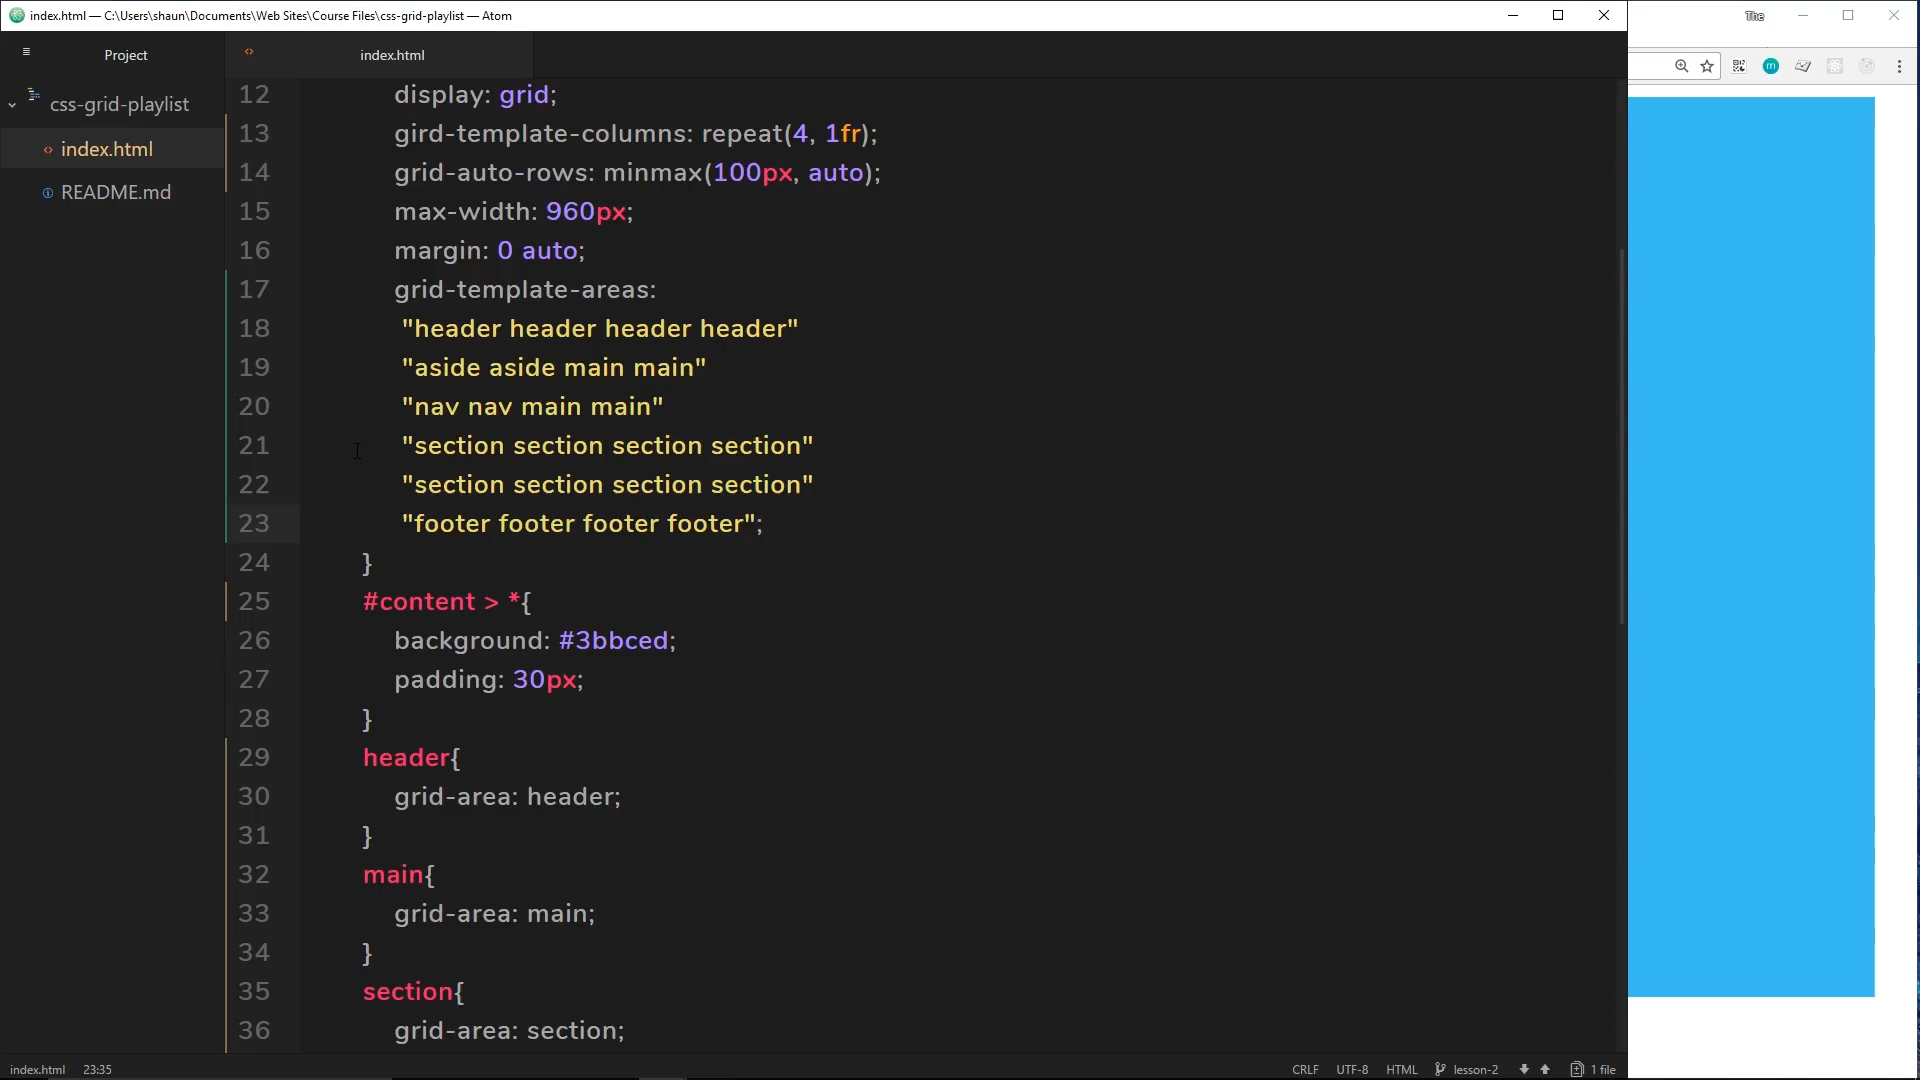 index.html — C:\Users\shaun\Documents\Web Sites\Course Files\css-grid-playlist — Atom
The
Project
index.html
css-grid-playlist
index.html
README.md
12 display: grid;
13 gird-template-columns: repeat(4, 1fr);
14 grid-auto-rows: minmax(100px, auto);
15 max-width: 960px;
16 margin: 0 auto;
17 grid-template-areas:
18 "header header header header"
19 "aside aside main main"
20 "nav nav main main"
21 "section section section section"
22 "section section section section"
23 "footer footer footer footer";
24 }
25 #content > *{
26 background: #3bbced;
27 padding: 30px;
28 }
29 header{
30 grid-area: header;
31 }
32 main{
33 grid-area: main;
34 }
35 section{
36 grid-area: section;
index.html 23:35 CRLF UTF-8 HTML lesson-2 1 file
m